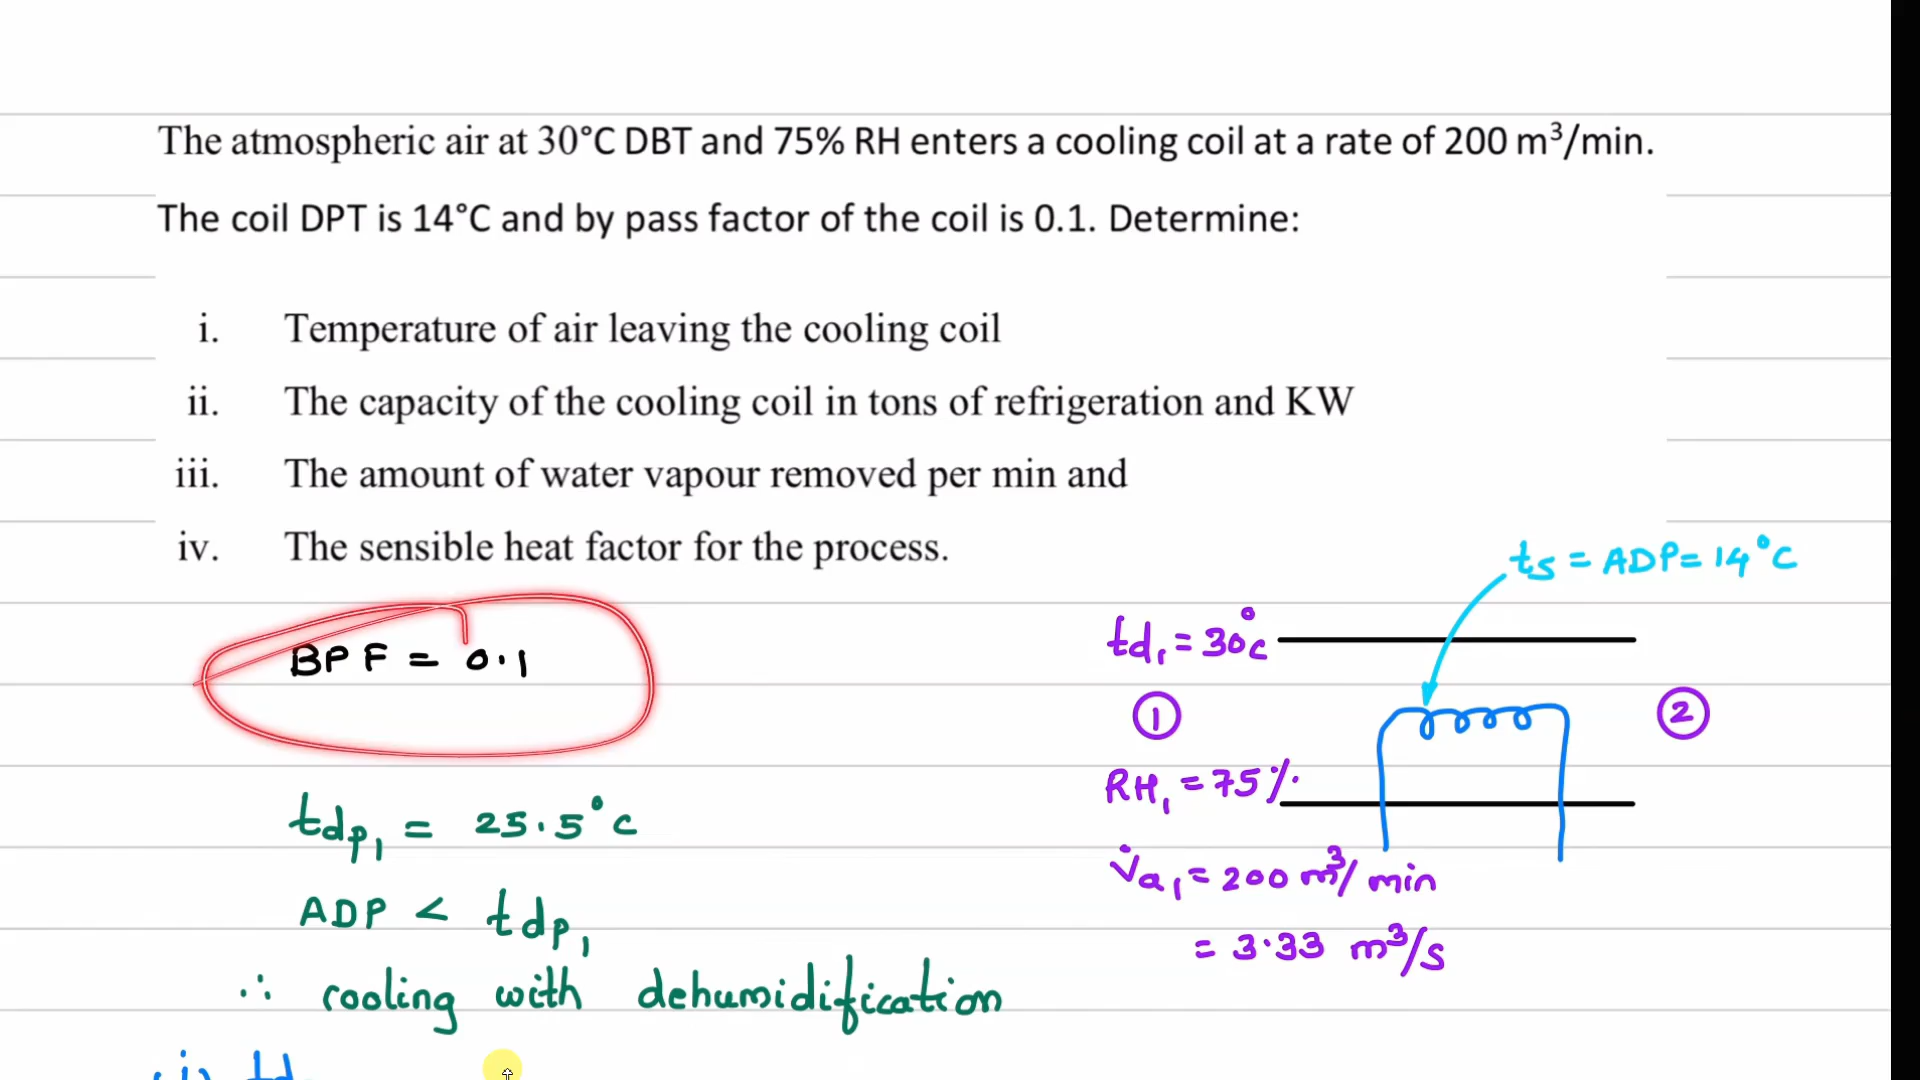 The atmospheric air at 30°C DBT and 75% RH enters a cooling coil at a rate of 200 m³/min.
The coil DPT is 14°C and by pass factor of the coil is 0.1. Determine:
i. Temperature of air leaving the cooling coil
ii. The capacity of the cooling coil in tons of refrigeration and KW
iii. The amount of water vapour removed per min and
iv. The sensible heat factor for the process.
ts = ADP = 14°C
td₁ = 30°C
BPF = 0.1
① ②
RH₁ = 75%
tdp₁ = 25.5°C
V̇a₁ = 200 m³/min
ADP < tdp₁
= 3.33 m³/s
∴ cooling with dehumidification